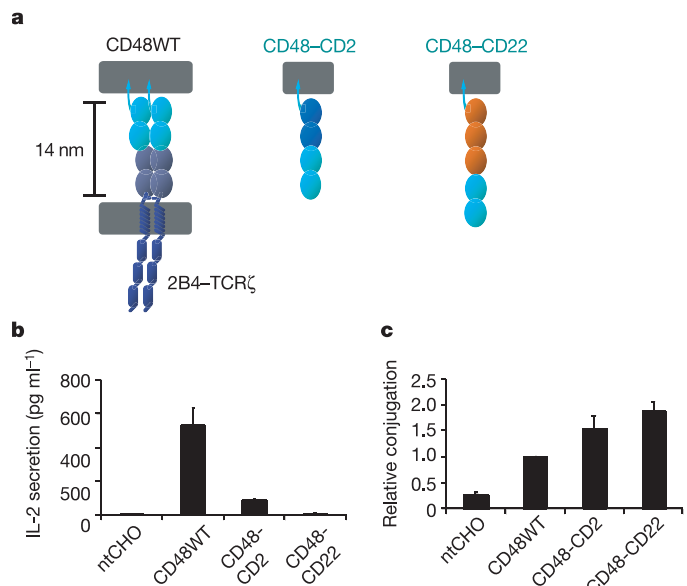 a
CD48WT
CD48–CD2
CD48–CD22
14 nm
2B4–TCRζ
b
IL-2 secretion (pg ml⁻¹)
800
600
400
500
0
ntCHO
CD48WT
CD48-
CD2
CD48-
CD22
c
Relative conjugation
2.5
2.0
1.5
1.0
0.5
0
ntCHO
CD48WT
CD48–CD2
CD48–CD22